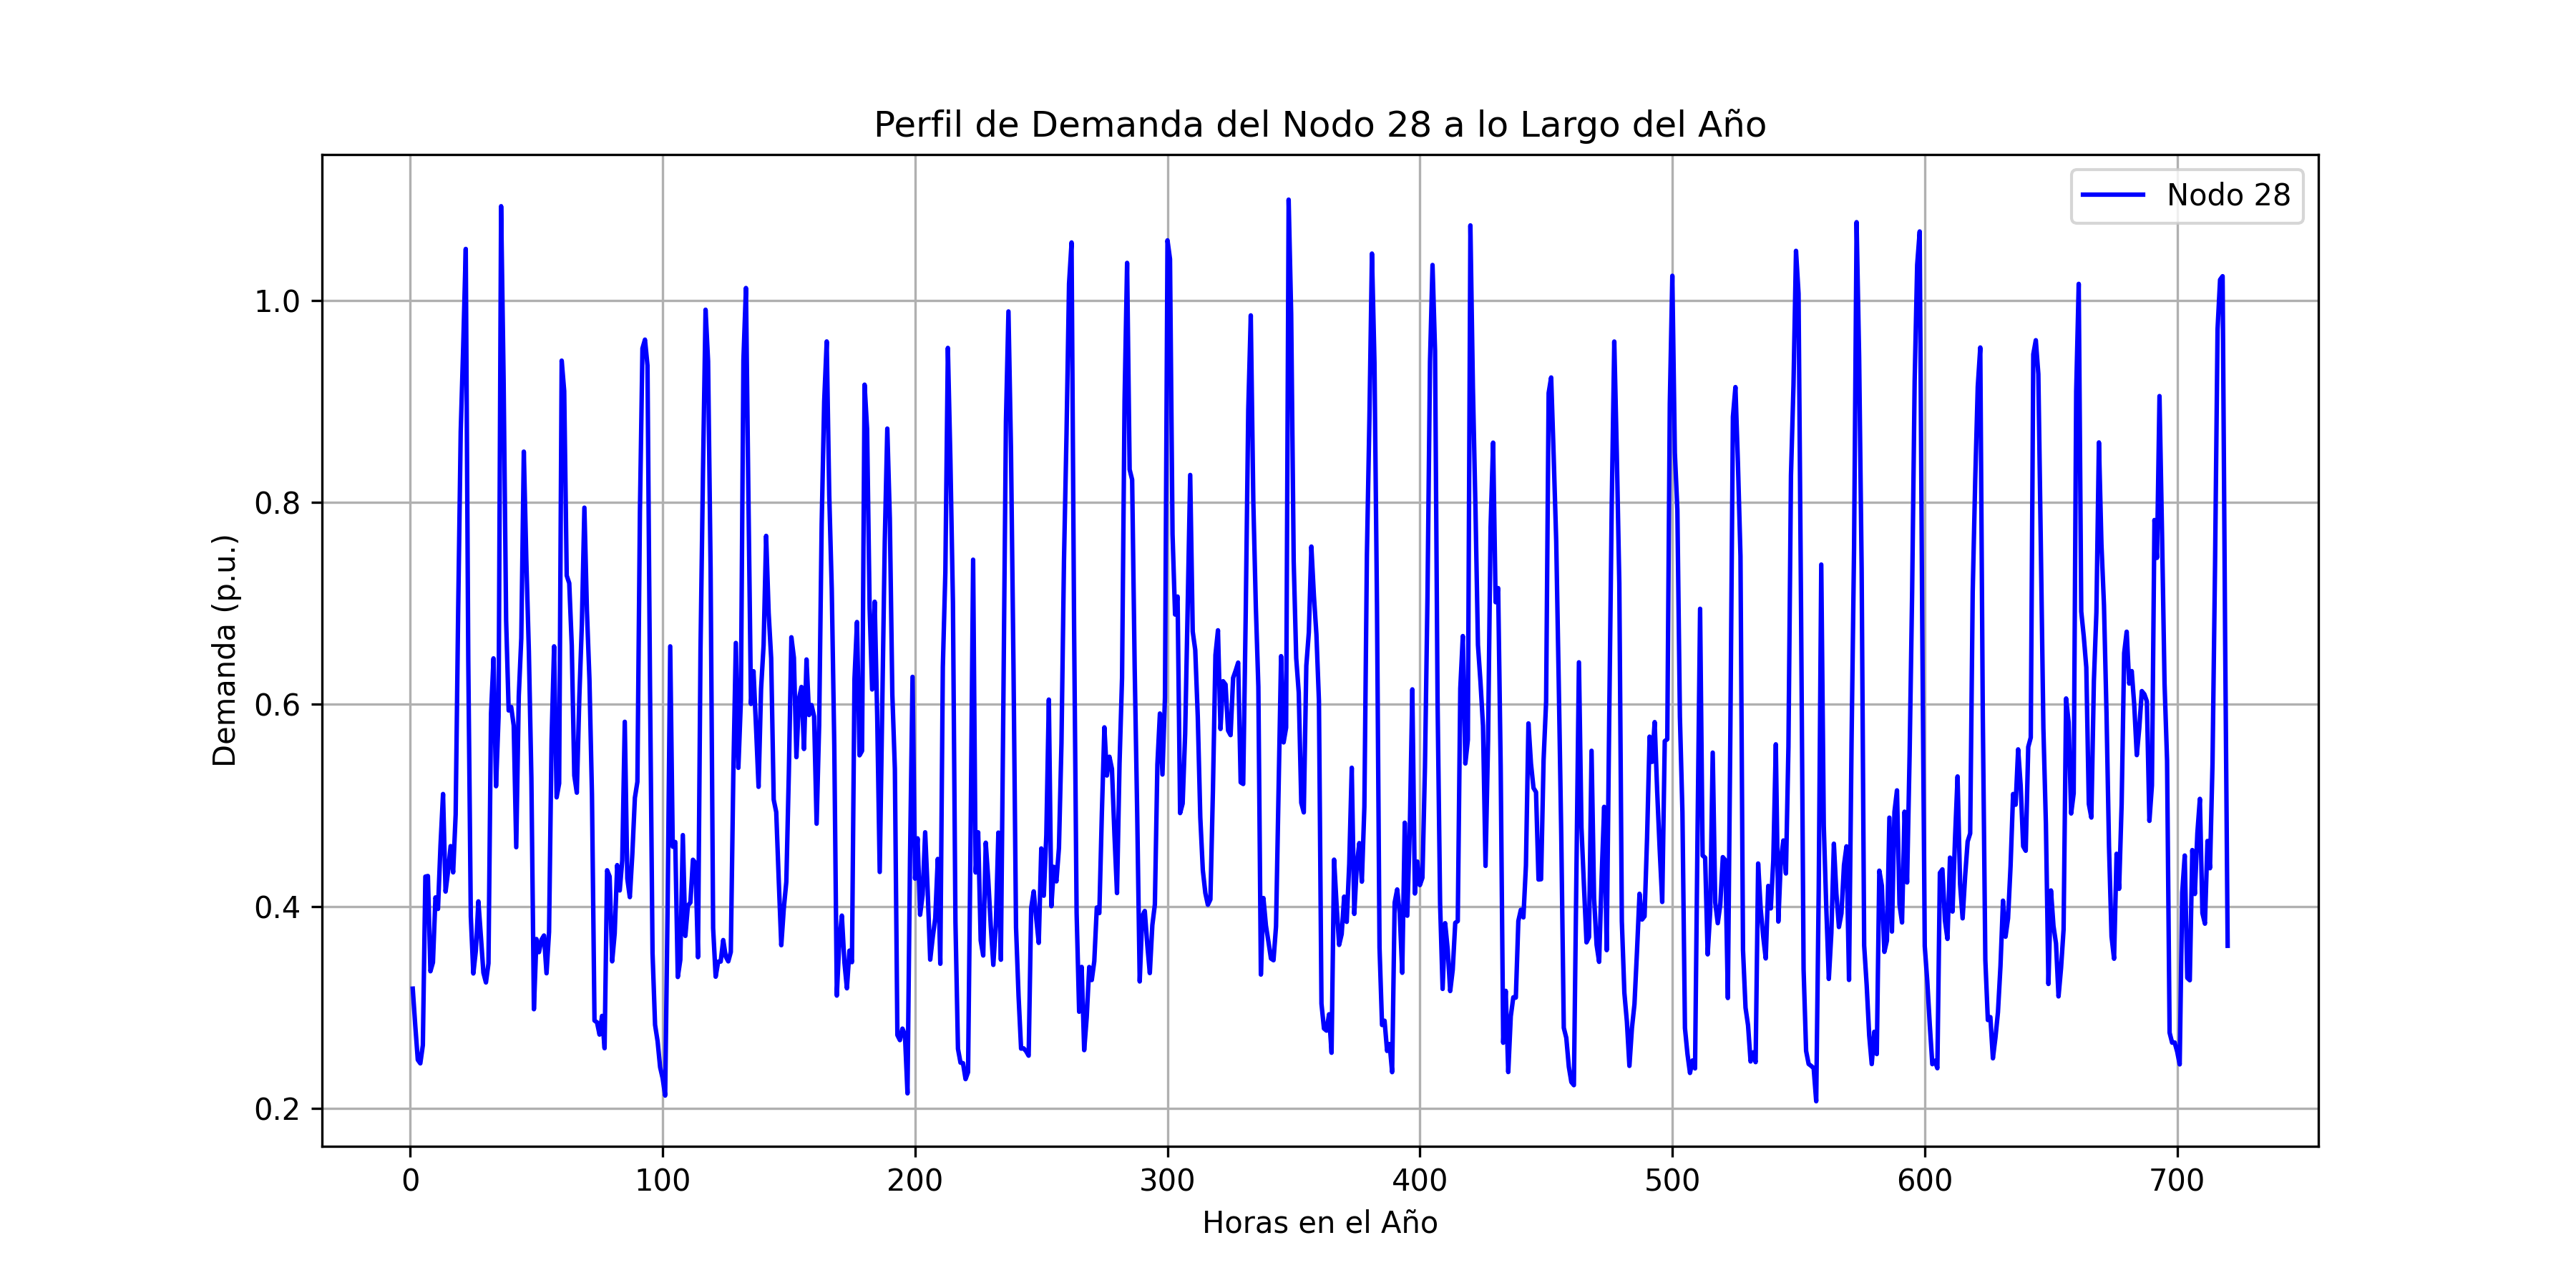 Perfil de Demanda del Nodo 28 a lo Largo del Año
Nodo 28
Demanda (p.u.)
1.0
0.8
0.6
0.4
0.2
0 100 200 300 400 500 600 700
Horas en el Año